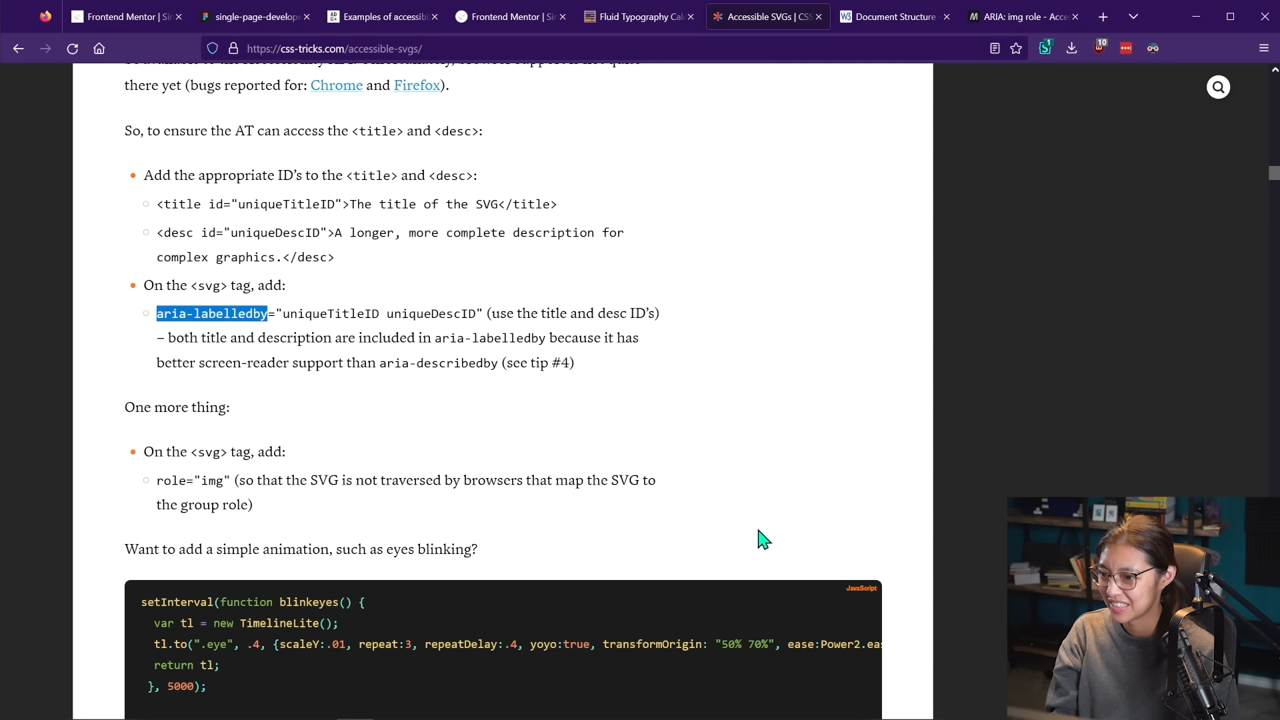 Frontend Mentor | Sin
single-page-develop
Examples of accessib
Frontend Mentor | Sin
Fluid Typography Cal
Accessible SVGs | CSS
Document Structure
ARIA: img role - Acce
https://css-tricks.com/accessible-svgs/
1
10
there yet (bugs reported for: Chrome and Firefox).
So, to ensure the AT can access the <title> and <desc>:
Add the appropriate ID’s to the <title> and <desc>:
<title id="uniqueTitleID">The title of the SVG</title>
<desc id="uniqueDescID">A longer, more complete description for
complex graphics.</desc>
On the <svg> tag, add:
aria-labelledby="uniqueTitleID uniqueDescID" (use the title and desc ID’s)
– both title and description are included in aria-labelledby because it has
better screen-reader support than aria-describedby (see tip #4)
One more thing:
On the <svg> tag, add:
role="img" (so that the SVG is not traversed by browsers that map the SVG to
the group role)
Want to add a simple animation, such as eyes blinking?
JavaScript
setInterval(function blinkeyes() {
var tl = new TimelineLite();
tl.to(".eye", .4, {scaleY:.01, repeat:3, repeatDelay:.4, yoyo:true, transformOrigin: "50% 70%", ease:Power2.eas
return tl;
}, 5000);